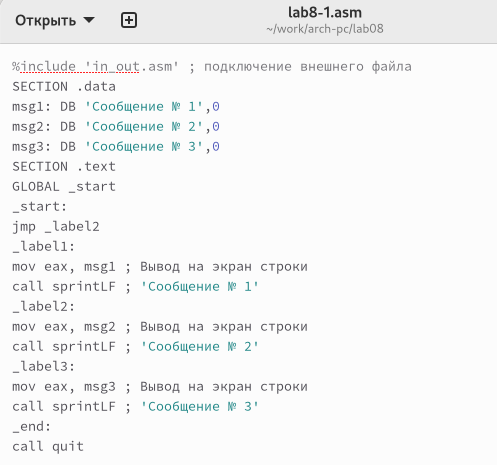 Открыть
lab8-1.asm
~/work/arch-pc/lab08
%include 'in_out.asm' ; подключение внешнего файла
SECTION .data
msg1: DB 'Сообщение № 1',0
msg2: DB 'Сообщение № 2',0
msg3: DB 'Сообщение № 3',0
SECTION .text
GLOBAL _start
_start:
jmp _label2
_label1:
mov eax, msg1 ; Вывод на экран строки
call sprintLF ; 'Сообщение № 1'
_label2:
mov eax, msg2 ; Вывод на экран строки
call sprintLF ; 'Сообщение № 2'
_label3:
mov eax, msg3 ; Вывод на экран строки
call sprintLF ; 'Сообщение № 3'
_end:
call quit